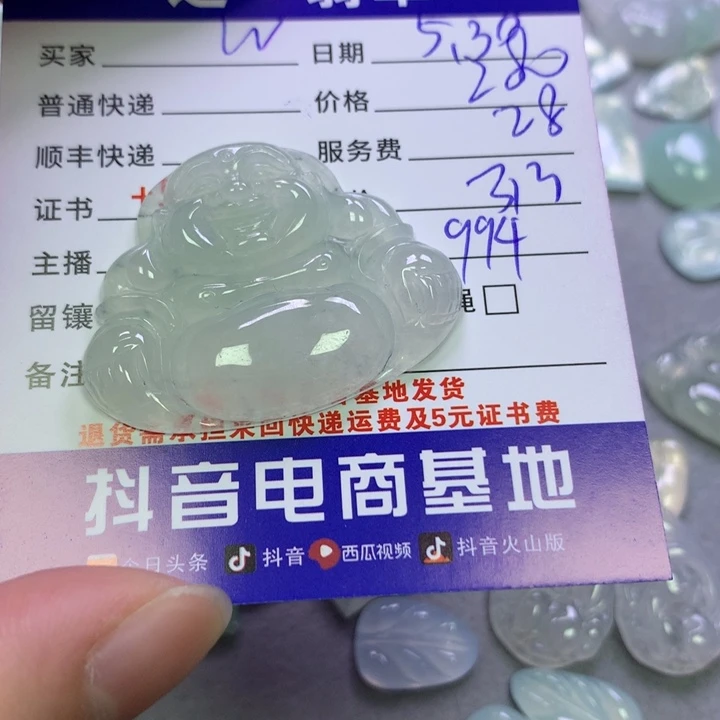 买家 W 日期
普通快递 价格 280
28
顺丰快递 服务费
证书 313
主播 994
留镶 绳□
备注
基地发货
退货需承担来回快递运费及5元证书费
抖音电商基地
今日头条 抖音 西瓜视频 抖音火山版